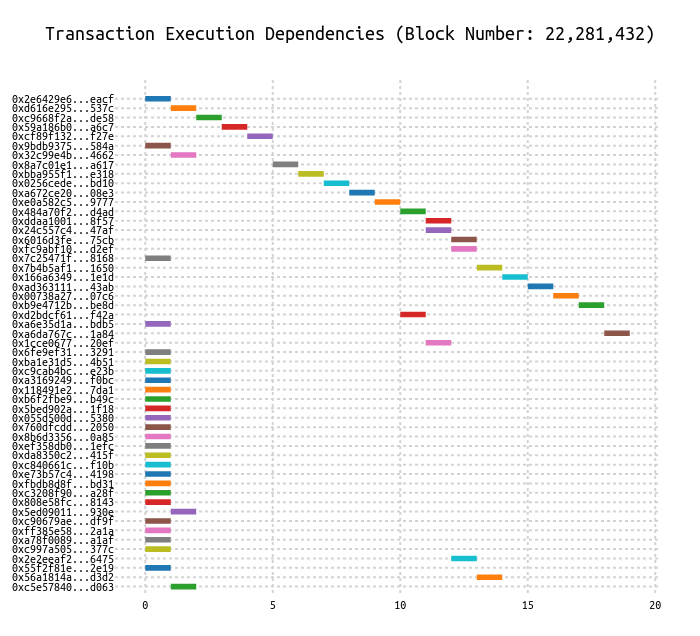 Transaction Execution Dependencies (Block Number: 22,281,432)
0x2e6429e6...eacf
0xd616e295...537c
0xc9668f2a...de58
0x59a186b0...a6c7
0xcf89f132...f27e
0x9bdb9375...584a
0x32c99e4b...4662
0x8a7c01e1...a617
0xbba955f1...e318
0x0256cede...bd10
0xa672ce20...08e3
0xe0a582c5...9777
0x484a70f2...d4ad
0xddaa1001...8f57
0x24c557c4...47af
0x6016d3fe...75cb
0xfc9abf10...d2ef
0x7c25471f...8168
0x7b4b5af1...1650
0x166a6349...1e1d
0xad363111...43ab
0x00738a27...07c6
0xb9e4712b...be8d
0xd2bdcf61...f42a
0xa6e35d1a...bdb5
0xa6da767c...1a84
0x1cce0677...20ef
0x6fe9ef31...3291
0xba1e31d5...4b51
0xc9cab4bc...e23b
0xa3169249...f0bc
0x118491e2...7da1
0xb6f2fbe9...b49c
0x5bed902a...1f18
0x055d500d...5380
0x760dfcdd...2050
0x8b6d3356...0a85
0xef358db0...1efc
0xda8350c2...415f
0xc840661c...f10b
0xe73b57c4...4198
0xfbdb8d8f...bd31
0xc3208f90...a28f
0x808e58fc...8143
0x5ed09011...930e
0xc90679ae...df9f
0xff385e58...2a1a
0xa78f0089...a1af
0xc997a505...377c
0x2e2eeaf2...6475
0x55f2f81e...2e19
0x56a1814a...d3d2
0xc5e57840...d063
0 5 10 15 20